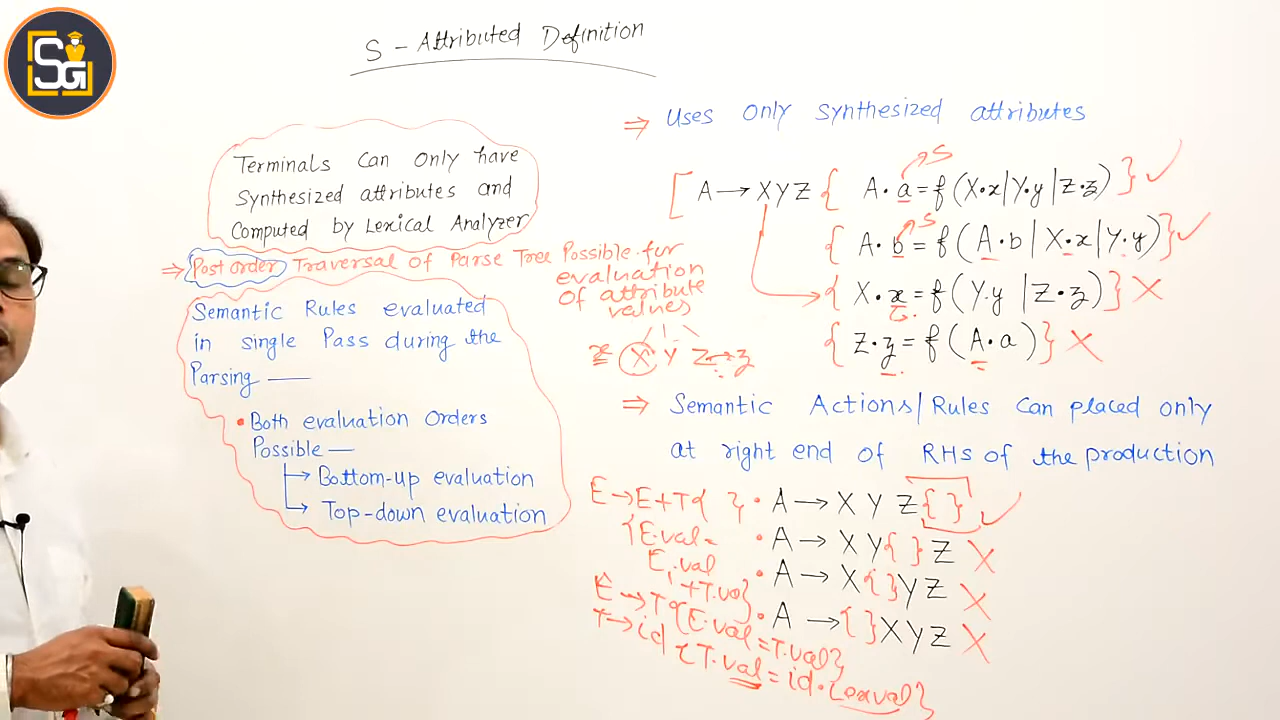 SG
S - Attributed Definition
Terminals can only have
Synthesized attributes and
Computed by Lexical Analyzer
⇒ Post order Traversal of Parse Tree Possible for
evaluation
of attribute
values
Semantic Rules evaluated
in single Pass during the
Parsing —
• Both evaluation orders
Possible —
→ Bottom-up evaluation
→ Top-down evaluation
x X Y Z → z
⇒ Uses only synthesized attributes
[ A → X Y Z { A.a = f(X.x|Y.y|Z.z) } ✓
S
{ A.b = f(A.b|X.x|Y.y) } ✓
S
{ X.x = f(Y.y|Z.z) } X
{ Z.z = f(A.a) } X
⇒ Semantic Actions/Rules can placed only
at right end of RHS of the production
• A → X Y Z { } ✓
• A → X Y { } Z X
• A → X { } Y Z X
• A → { } X Y Z X
E → E+T { }
{ E.val =
E₁.val
+ T.val }
E → T { E.val = T.val }
T → id { T.val = id.lexval }